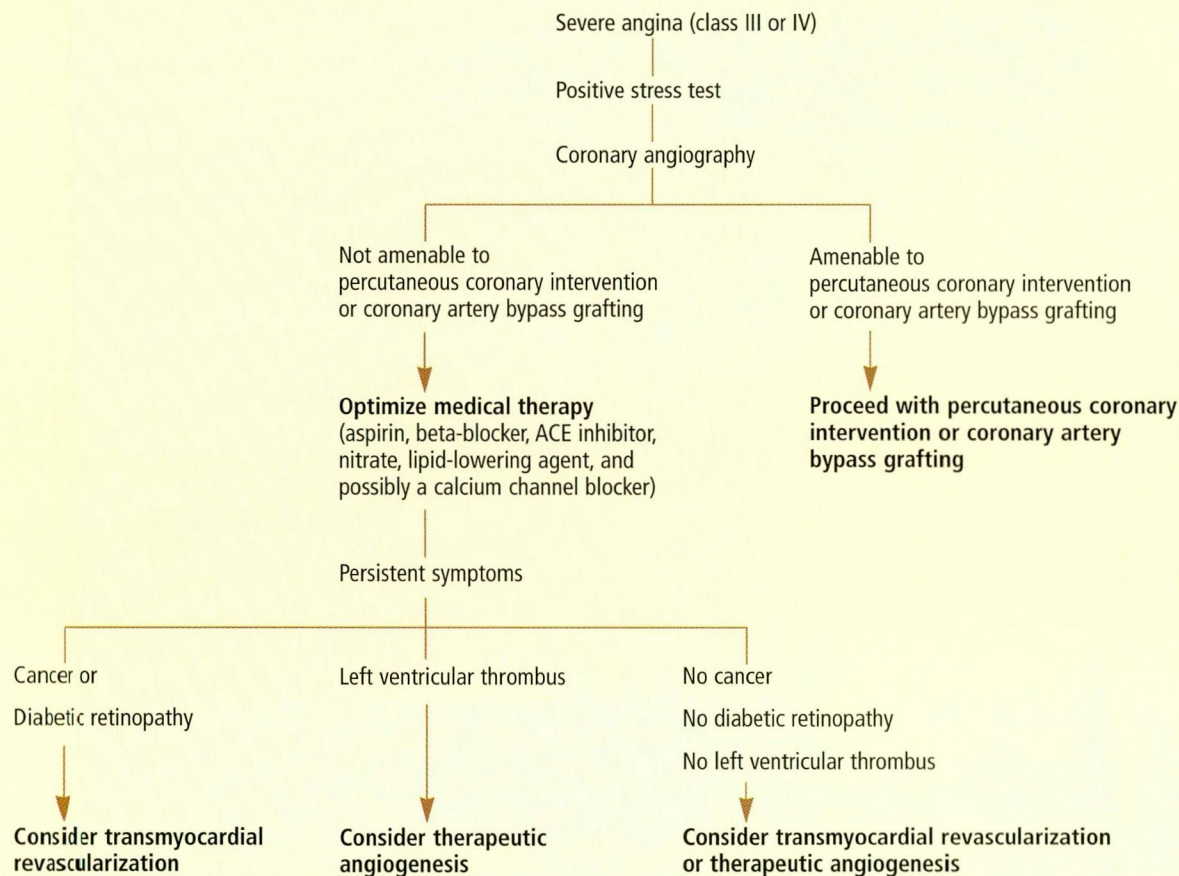 Severe angina (class III or IV)
Positive stress test
Coronary angiography
Not amenable to
percutaneous coronary intervention
or coronary artery bypass grafting
Amenable to
percutaneous coronary intervention
or coronary artery bypass grafting
Optimize medical therapy
(aspirin, beta-blocker, ACE inhibitor,
nitrate, lipid-lowering agent, and
possibly a calcium channel blocker)
Proceed with percutaneous coronary
intervention or coronary artery
bypass grafting
Persistent symptoms
Cancer or
Diabetic retinopathy
Left ventricular thrombus
No cancer
No diabetic retinopathy
No left ventricular thrombus
Consider transmyocardial
revascularization
Consider therapeutic
angiogenesis
Consider transmyocardial revascularization
or therapeutic angiogenesis